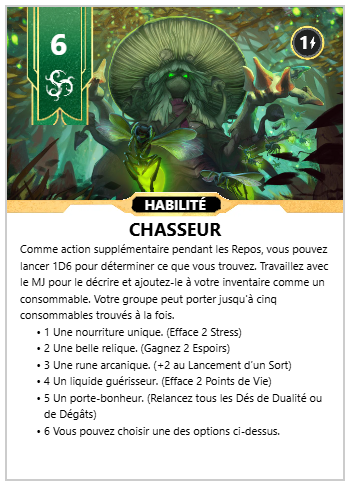 6
1
HABILITÉ
CHASSEUR
Comme action supplémentaire pendant les Repos, vous pouvez
lancer 1D6 pour déterminer ce que vous trouvez. Travaillez avec
le MJ pour le décrire et ajoutez-le à votre inventaire comme un
consommable. Votre groupe peut porter jusqu'à cinq
consommables trouvés à la fois.
• 1 Une nourriture unique. (Efface 2 Stress)
• 2 Une belle relique. (Gagnez 2 Espoirs)
• 3 Une rune arcanique. (+2 au Lancement d'un Sort)
• 4 Un liquide guérisseur. (Efface 2 Points de Vie)
• 5 Un porte-bonheur. (Relancez tous les Dés de Dualité ou
de Dégâts)
• 6 Vous pouvez choisir une des options ci-dessus.